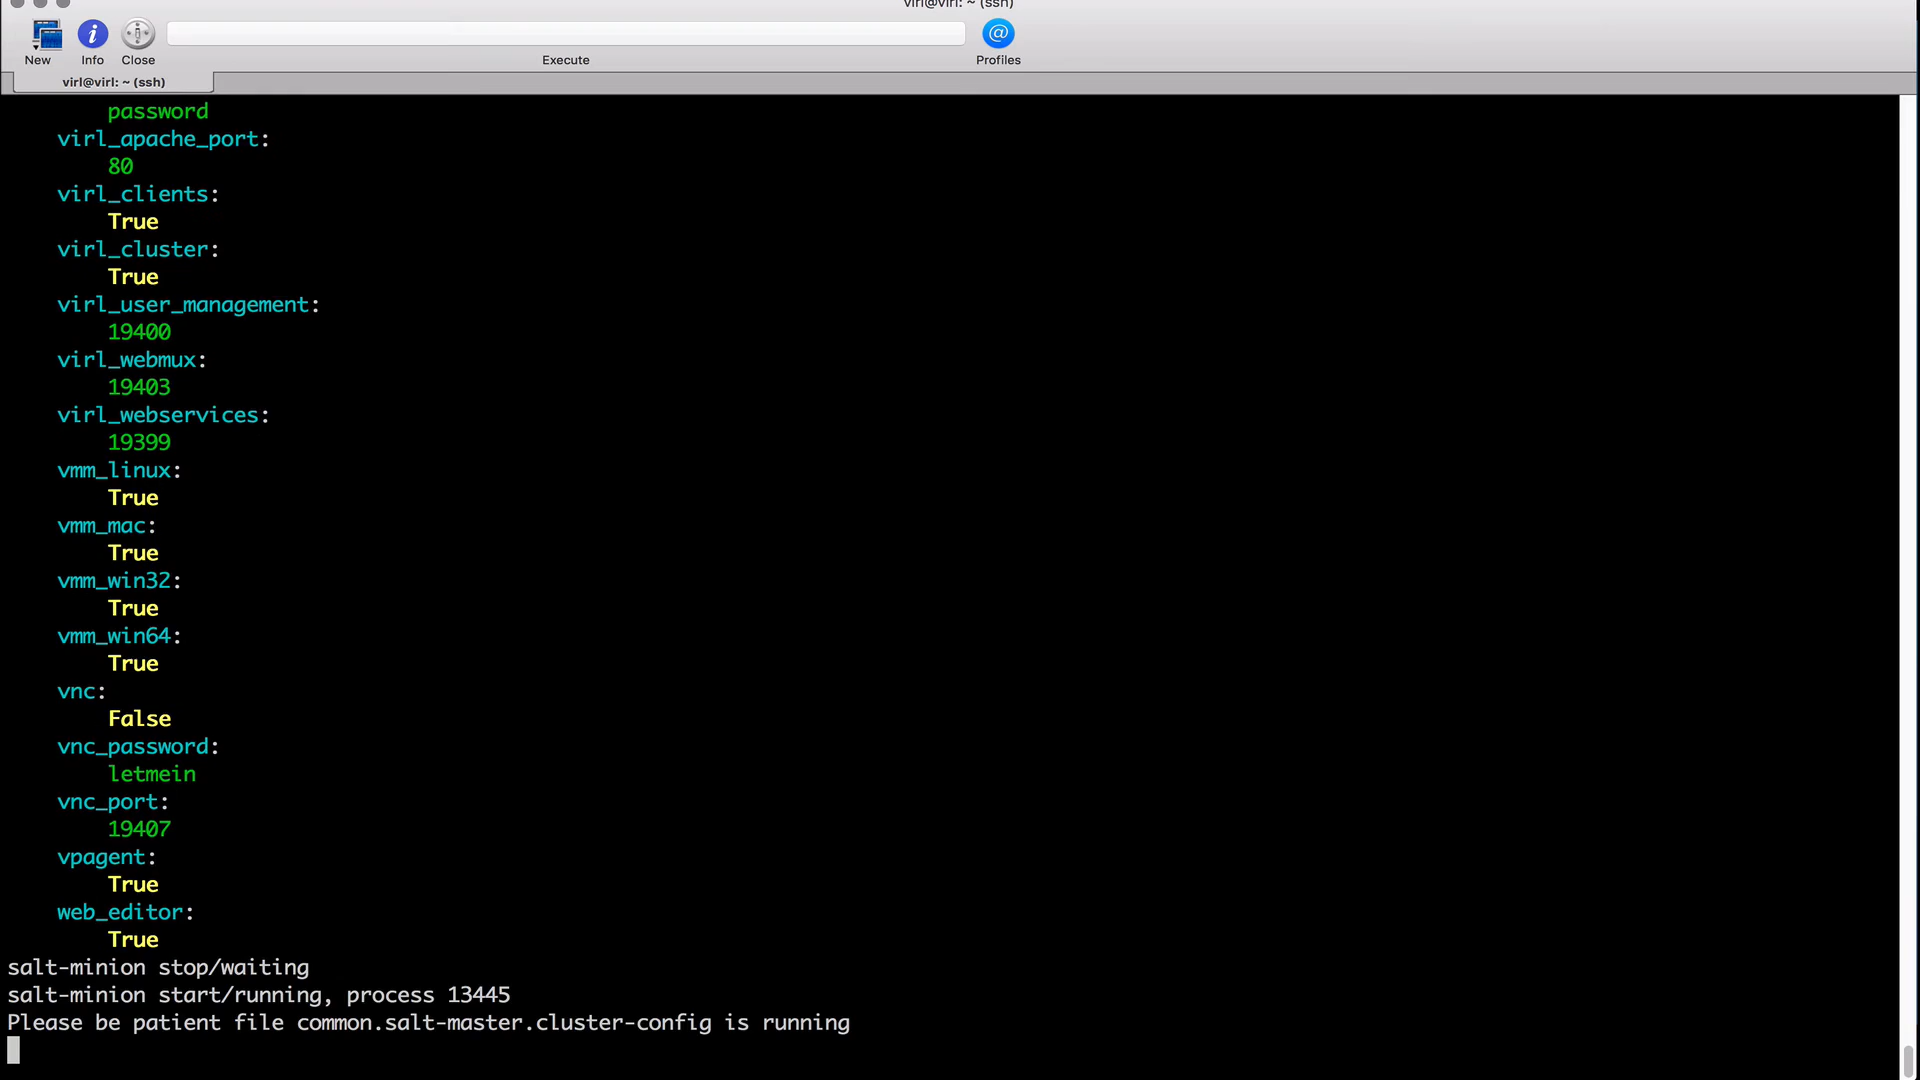 virl@virl: ~ (ssh)
New
Info
Close
Execute
@
Profiles
virl@virl: ~ (ssh)
password
virl_apache_port:
80
virl_clients:
True
virl_cluster:
True
virl_user_management:
19400
virl_webmux:
19403
virl_webservices:
19399
vmm_linux:
True
vmm_mac:
True
vmm_win32:
True
vmm_win64:
True
vnc:
False
vnc_password:
letmein
vnc_port:
19407
vpagent:
True
web_editor:
True
salt-minion stop/waiting
salt-minion start/running, process 13445
Please be patient file common.salt-master.cluster-config is running